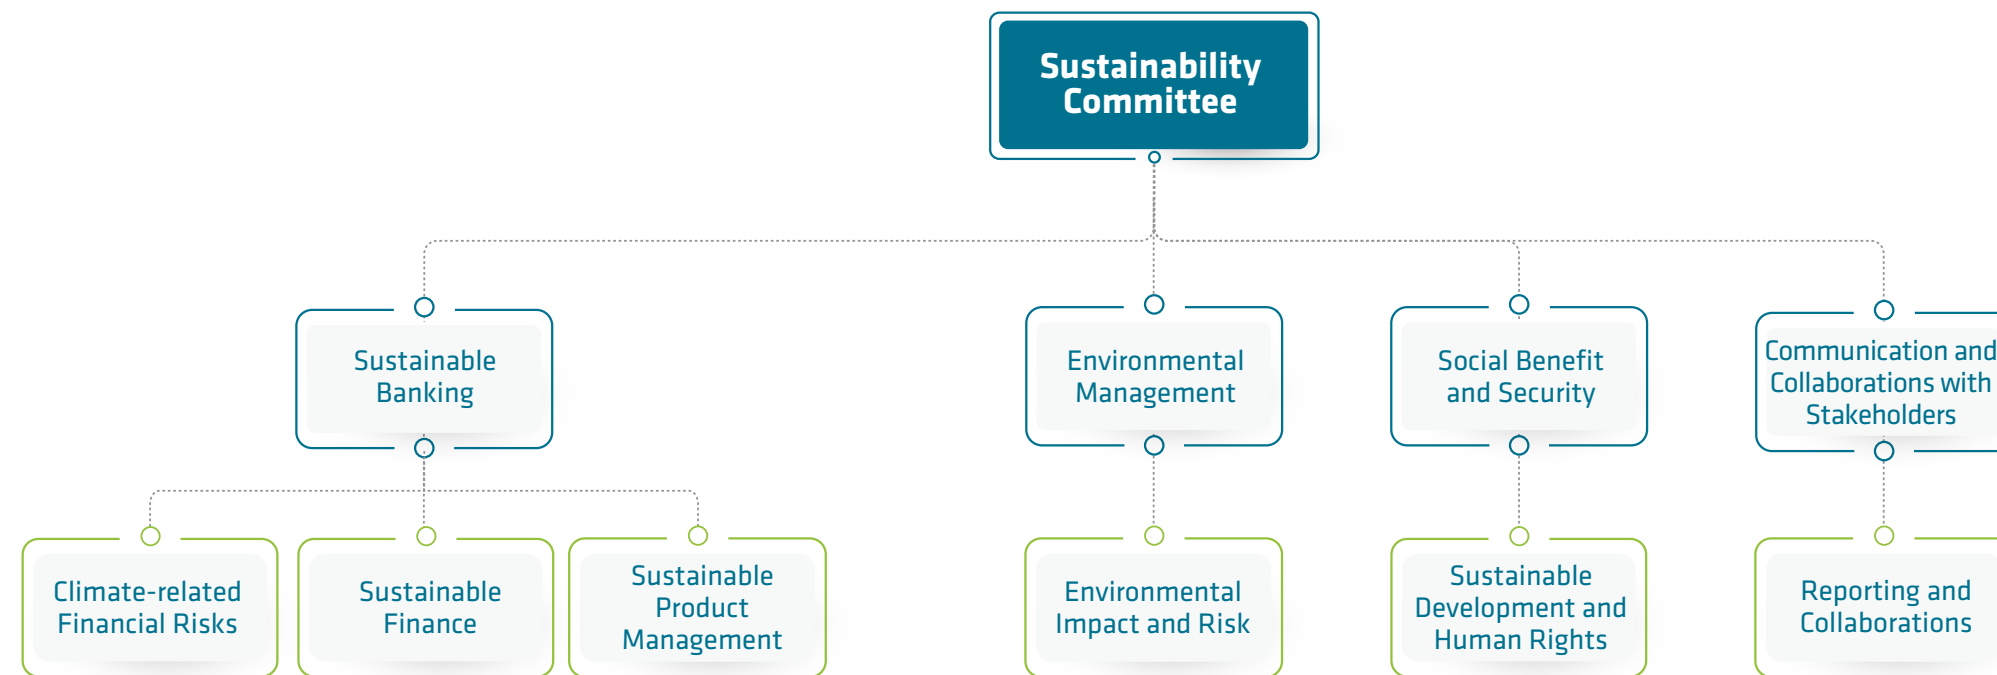 Sustainability
Committee
Sustainable
Banking
Environmental
Management
Social Benefit
and Security
Communication and
Collaborations with
Stakeholders
Climate-related
Financial Risks
Sustainable
Finance
Sustainable
Product
Management
Environmental
Impact and Risk
Sustainable
Development and
Human Rights
Reporting and
Collaborations